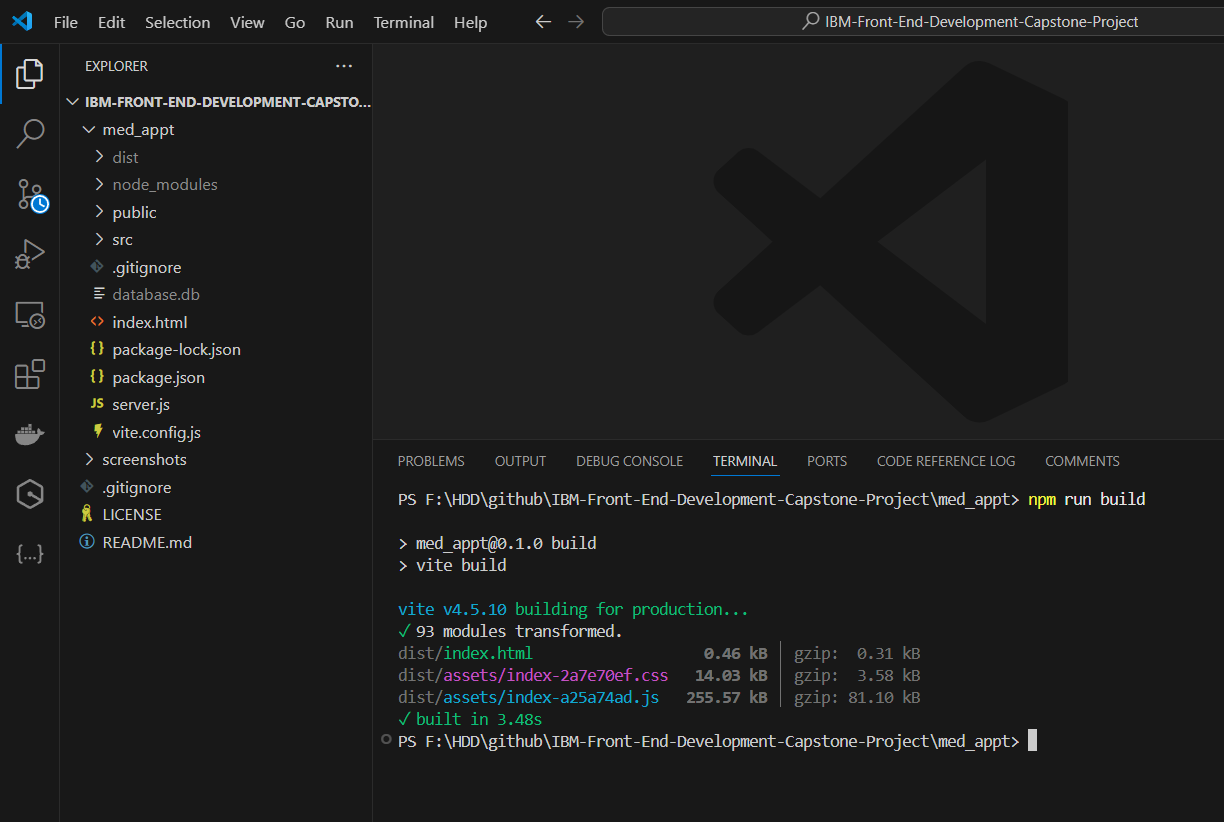 File Edit Selection View Go Run Terminal Help IBM-Front-End-Development-Capstone-Project
EXPLORER
IBM-FRONT-END-DEVELOPMENT-CAPSTO...
med_appt
dist
node_modules
public
src
.gitignore
database.db
index.html
package-lock.json
package.json
JS server.js
vite.config.js
screenshots
.gitignore
LICENSE
README.md
PROBLEMS OUTPUT DEBUG CONSOLE TERMINAL PORTS CODE REFERENCE LOG COMMENTS
PS F:\HDD\github\IBM-Front-End-Development-Capstone-Project\med_appt> npm run build
> med_appt@0.1.0 build
> vite build
vite v4.5.10 building for production...
✓ 93 modules transformed.
dist/index.html 0.46 kB │ gzip: 0.31 kB
dist/assets/index-2a7e70ef.css 14.03 kB │ gzip: 3.58 kB
dist/assets/index-a25a74ad.js 255.57 kB │ gzip: 81.10 kB
✓ built in 3.48s
PS F:\HDD\github\IBM-Front-End-Development-Capstone-Project\med_appt>